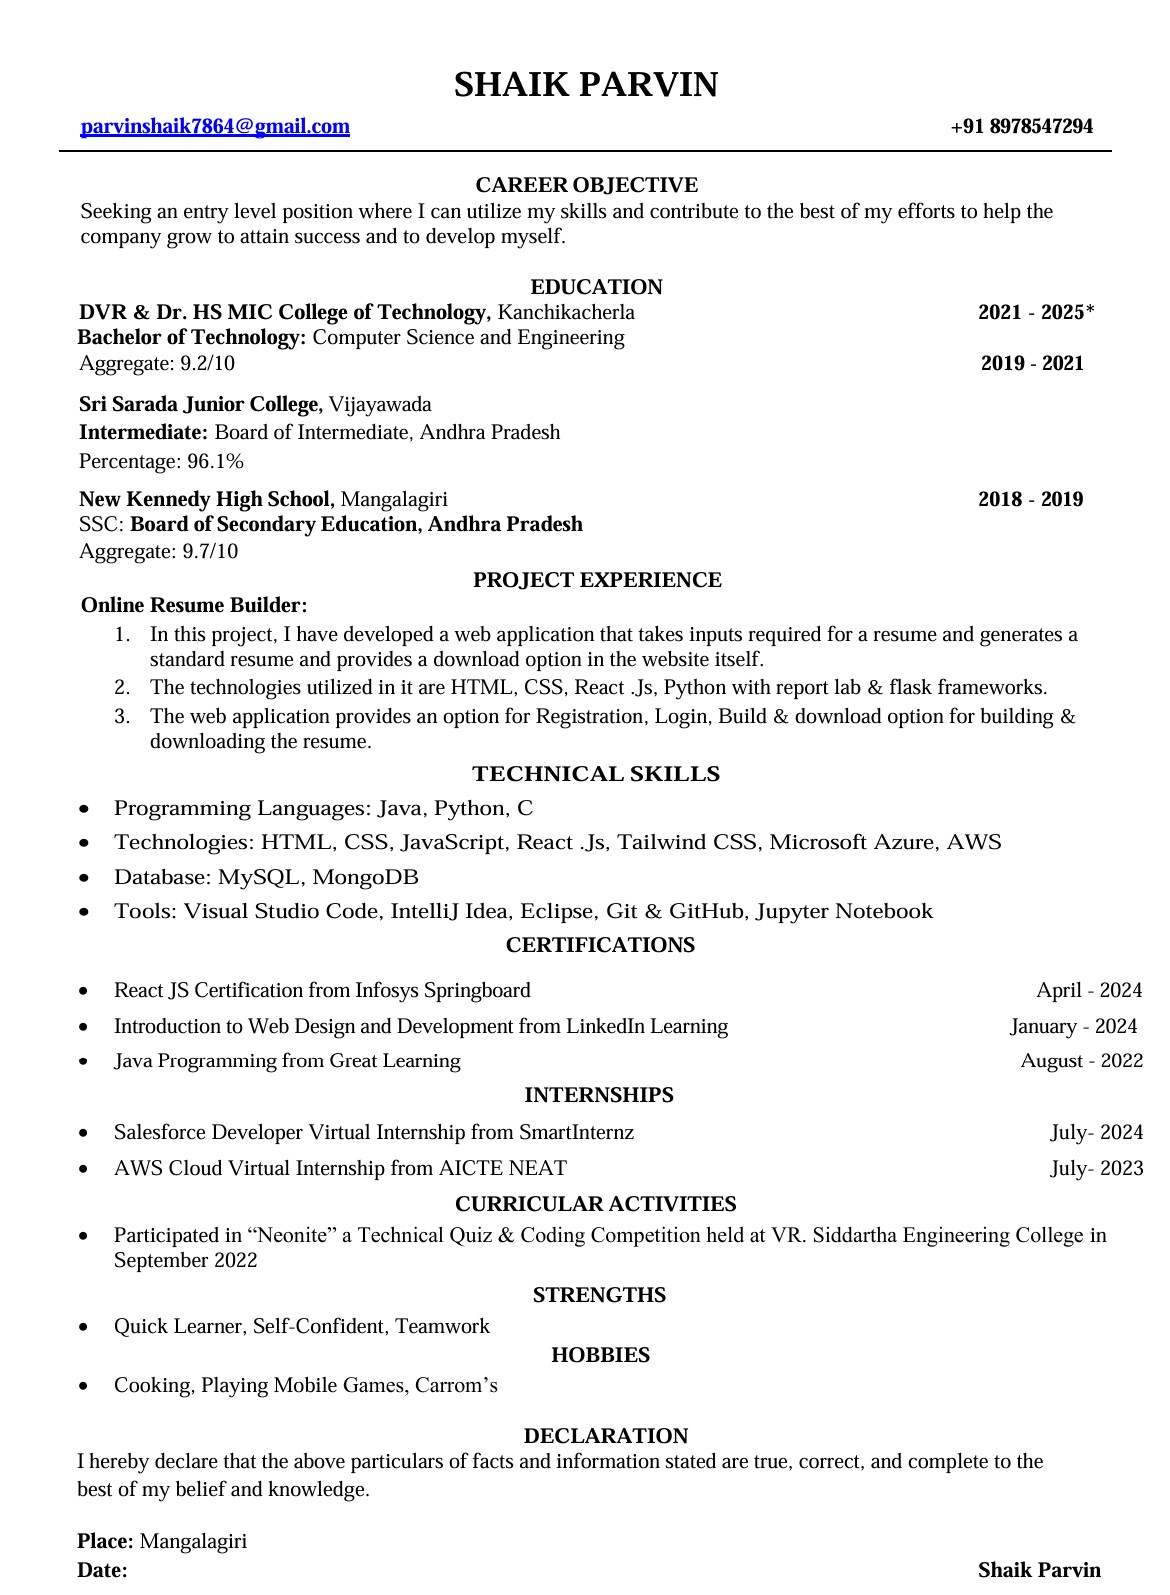 SHAIK PARVIN
parvinshaik7864@gmail.com +91 8978547294
CAREER OBJECTIVE
Seeking an entry level position where I can utilize my skills and contribute to the best of my efforts to help the
company grow to attain success and to develop myself.
EDUCATION
DVR & Dr. HS MIC College of Technology, Kanchikacherla 2021 - 2025*
Bachelor of Technology: Computer Science and Engineering
Aggregate: 9.2/10 2019 - 2021
Sri Sarada Junior College, Vijayawada
Intermediate: Board of Intermediate, Andhra Pradesh
Percentage: 96.1%
New Kennedy High School, Mangalagiri 2018 - 2019
SSC: Board of Secondary Education, Andhra Pradesh
Aggregate: 9.7/10
PROJECT EXPERIENCE
Online Resume Builder:
1. In this project, I have developed a web application that takes inputs required for a resume and generates a
standard resume and provides a download option in the website itself.
2. The technologies utilized in it are HTML, CSS, React .Js, Python with report lab & flask frameworks.
3. The web application provides an option for Registration, Login, Build & download option for building &
downloading the resume.
TECHNICAL SKILLS
• Programming Languages: Java, Python, C
• Technologies: HTML, CSS, JavaScript, React .Js, Tailwind CSS, Microsoft Azure, AWS
• Database: MySQL, MongoDB
• Tools: Visual Studio Code, IntelliJ Idea, Eclipse, Git & GitHub, Jupyter Notebook
CERTIFICATIONS
• React JS Certification from Infosys Springboard April - 2024
• Introduction to Web Design and Development from LinkedIn Learning January - 2024
• Java Programming from Great Learning August - 2022
INTERNSHIPS
• Salesforce Developer Virtual Internship from SmartInternz July- 2024
• AWS Cloud Virtual Internship from AICTE NEAT July- 2023
CURRICULAR ACTIVITIES
• Participated in “Neonite” a Technical Quiz & Coding Competition held at VR. Siddartha Engineering College in
September 2022
STRENGTHS
• Quick Learner, Self-Confident, Teamwork
HOBBIES
• Cooking, Playing Mobile Games, Carrom’s
DECLARATION
I hereby declare that the above particulars of facts and information stated are true, correct, and complete to the
best of my belief and knowledge.
Place: Mangalagiri
Date: Shaik Parvin